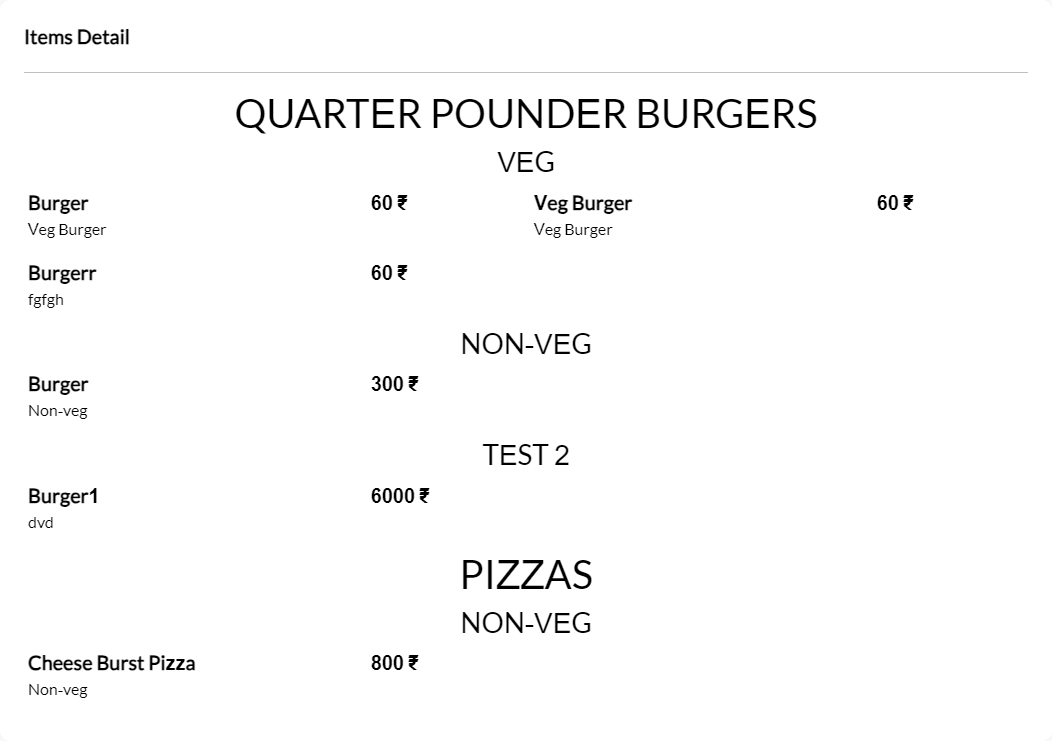 Items Detail
QUARTER POUNDER BURGERS
VEG
Burger 60 ₹ Veg Burger 60 ₹
Veg Burger Veg Burger
Burgerr 60 ₹
fgfgh
NON-VEG
Burger 300 ₹
Non-veg
TEST 2
Burger1 6000 ₹
dvd
PIZZAS
NON-VEG
Cheese Burst Pizza 800 ₹
Non-veg